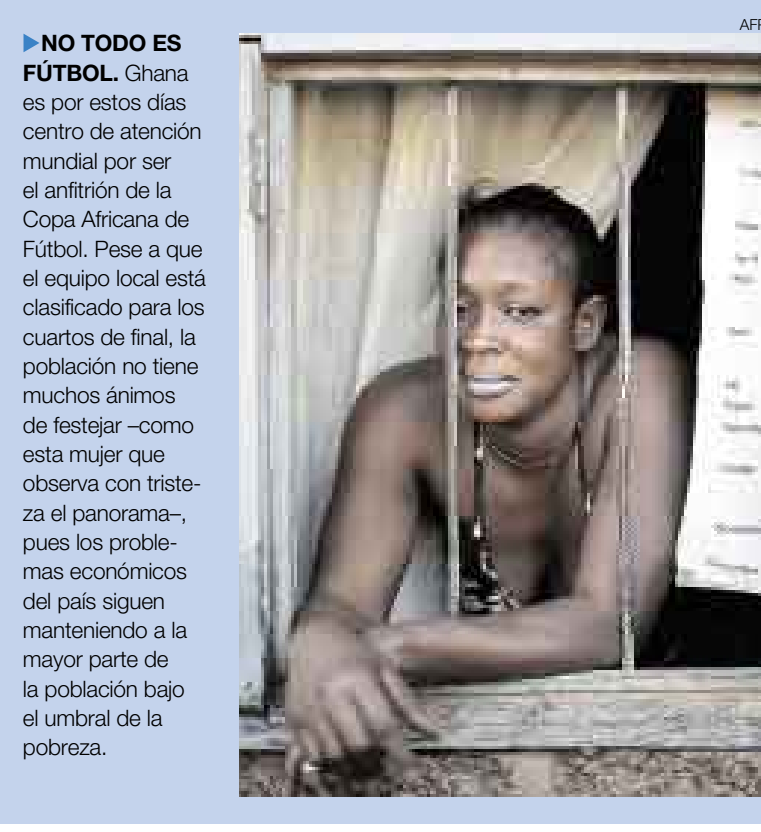 AFP
▶NO TODO ES
FÚTBOL. Ghana
es por estos días
centro de atención
mundial por ser
el anfitrión de la
Copa Africana de
Fútbol. Pese a que
el equipo local está
clasificado para los
cuartos de final, la
población no tiene
muchos ánimos
de festejar –como
esta mujer que
observa con triste-
za el panorama–,
pues los proble-
mas económicos
del país siguen
manteniendo a la
mayor parte de
la población bajo
el umbral de la
pobreza.